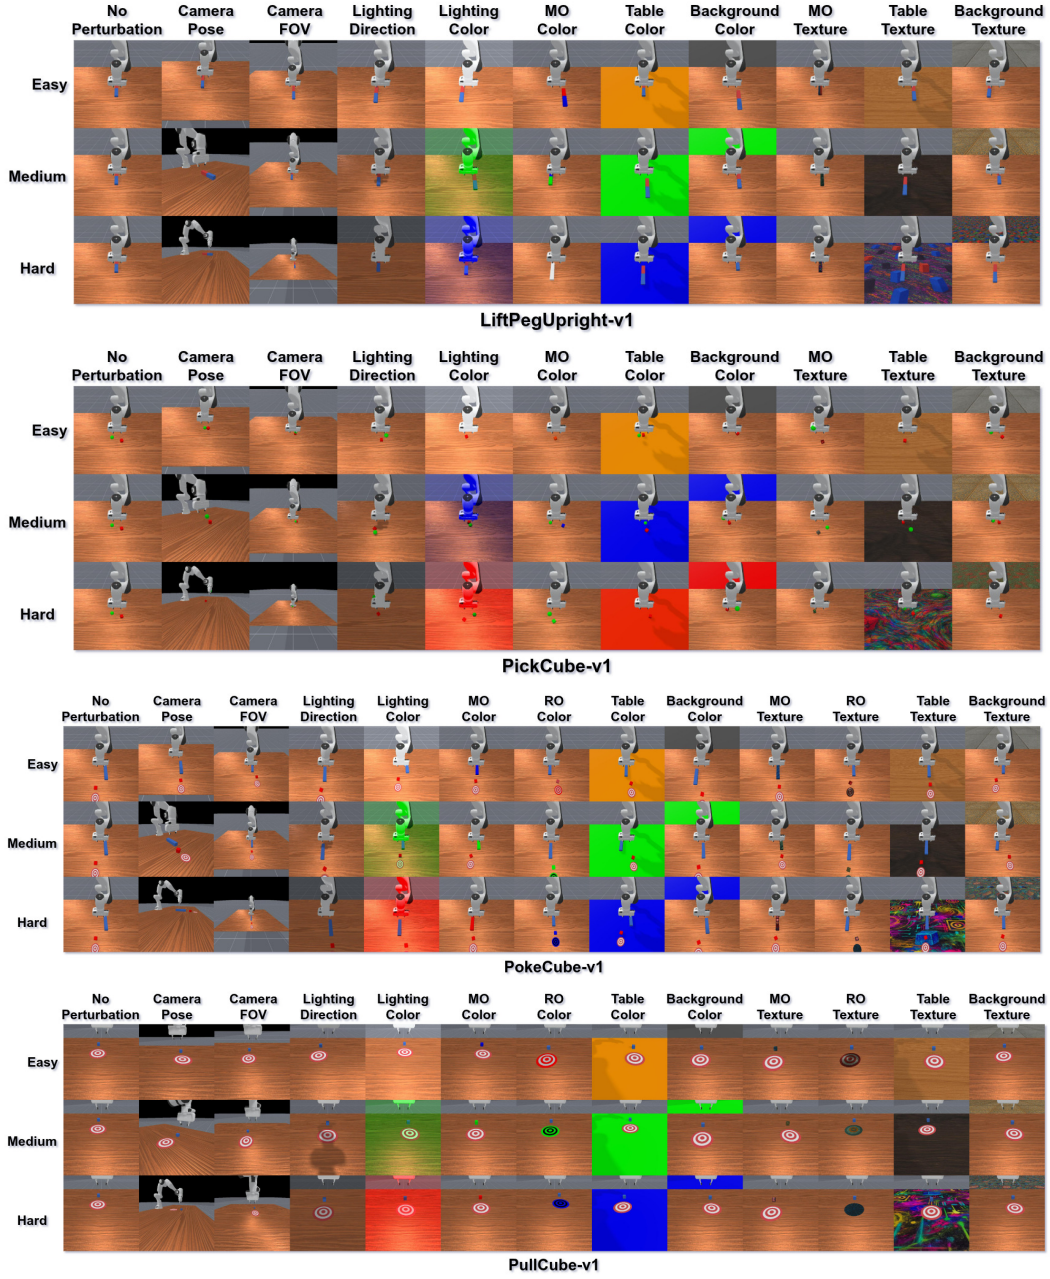 No Camera Camera Lighting Lighting MO Table Background MO Table Background
Perturbation Pose FOV Direction Color Color Color Color Texture Texture Texture
Easy
Medium
Hard
LiftPegUpright-v1
No Camera Camera Lighting Lighting MO Table Background MO Table Background
Perturbation Pose FOV Direction Color Color Color Color Texture Texture Texture
Easy
Medium
Hard
PickCube-v1
No Camera Camera Lighting Lighting MO RO Table Background MO RO Table Background
Perturbation Pose FOV Direction Color Color Color Color Color Texture Texture Texture Texture
Easy
Medium
Hard
PokeCube-v1
No Camera Camera Lighting Lighting MO RO Table Background MO RO Table Background
Perturbation Pose FOV Direction Color Color Color Color Color Texture Texture Texture Texture
Easy
Medium
Hard
PullCube-v1